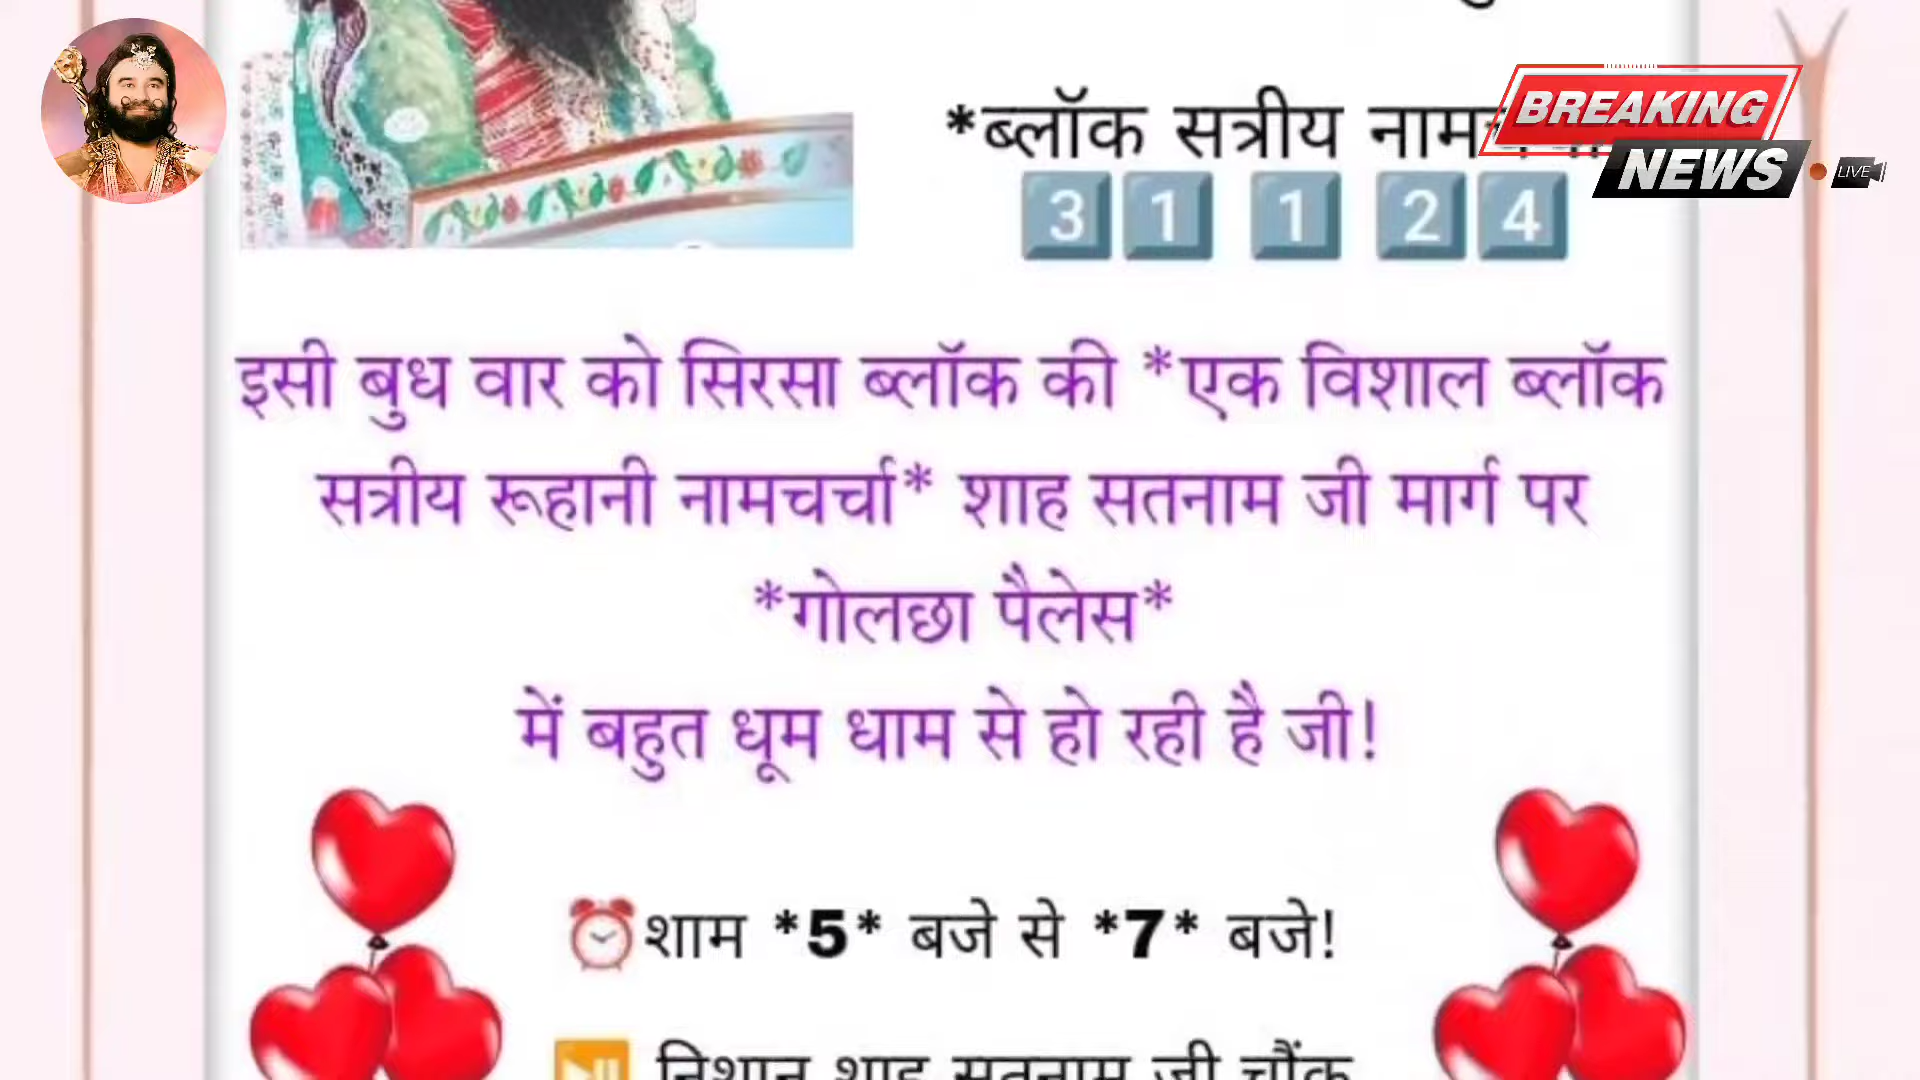 *ब्लॉक सत्रीय
BREAKING
NEWS
LIVE
3 1 1 2 4
इसी बुध वार को सिरसा ब्लॉक की *एक विशाल ब्लॉक
सत्रीय रूहानी नामचर्चा* शाह सतनाम जी मार्ग पर
*गोलछा पैलेस*
में बहुत धूम धाम से हो रही है जी!
शाम *5* बजे से *7* बजे!
निशान शाह सतनाम जी चौंक